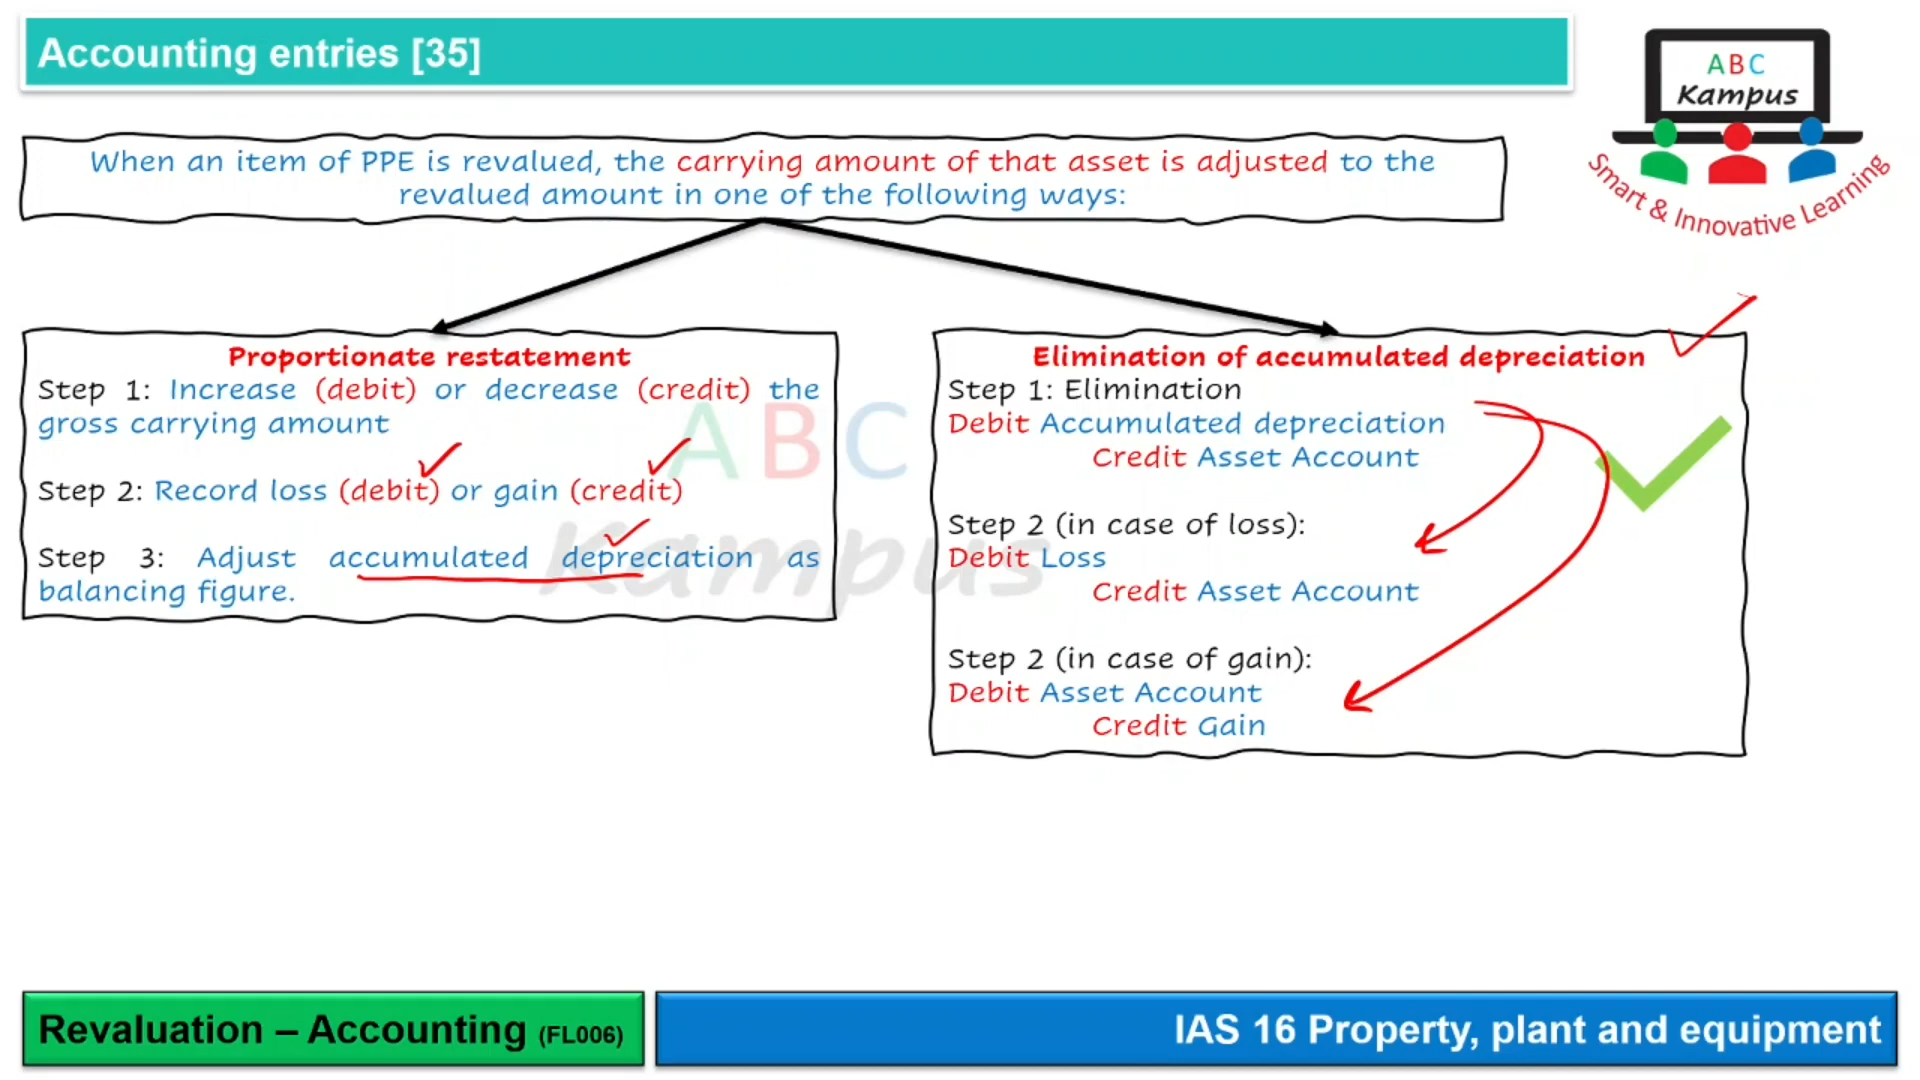 Accounting entries [35]
ABC
Kampus
Smart & Innovative Learning
When an item of PPE is revalued, the carrying amount of that asset is adjusted to the
revalued amount in one of the following ways:
Proportionate restatement
Step 1: Increase (debit) or decrease (credit) the
gross carrying amount
Step 2: Record loss (debit) or gain (credit)
Step 3: Adjust accumulated depreciation as
balancing figure.
ABC
Kampus
Elimination of accumulated depreciation
Step 1: Elimination
Debit Accumulated depreciation
Credit Asset Account
Step 2 (in case of loss):
Debit Loss
Credit Asset Account
Step 2 (in case of gain):
Debit Asset Account
Credit Gain
Revaluation – Accounting (FL006)
IAS 16 Property, plant and equipment